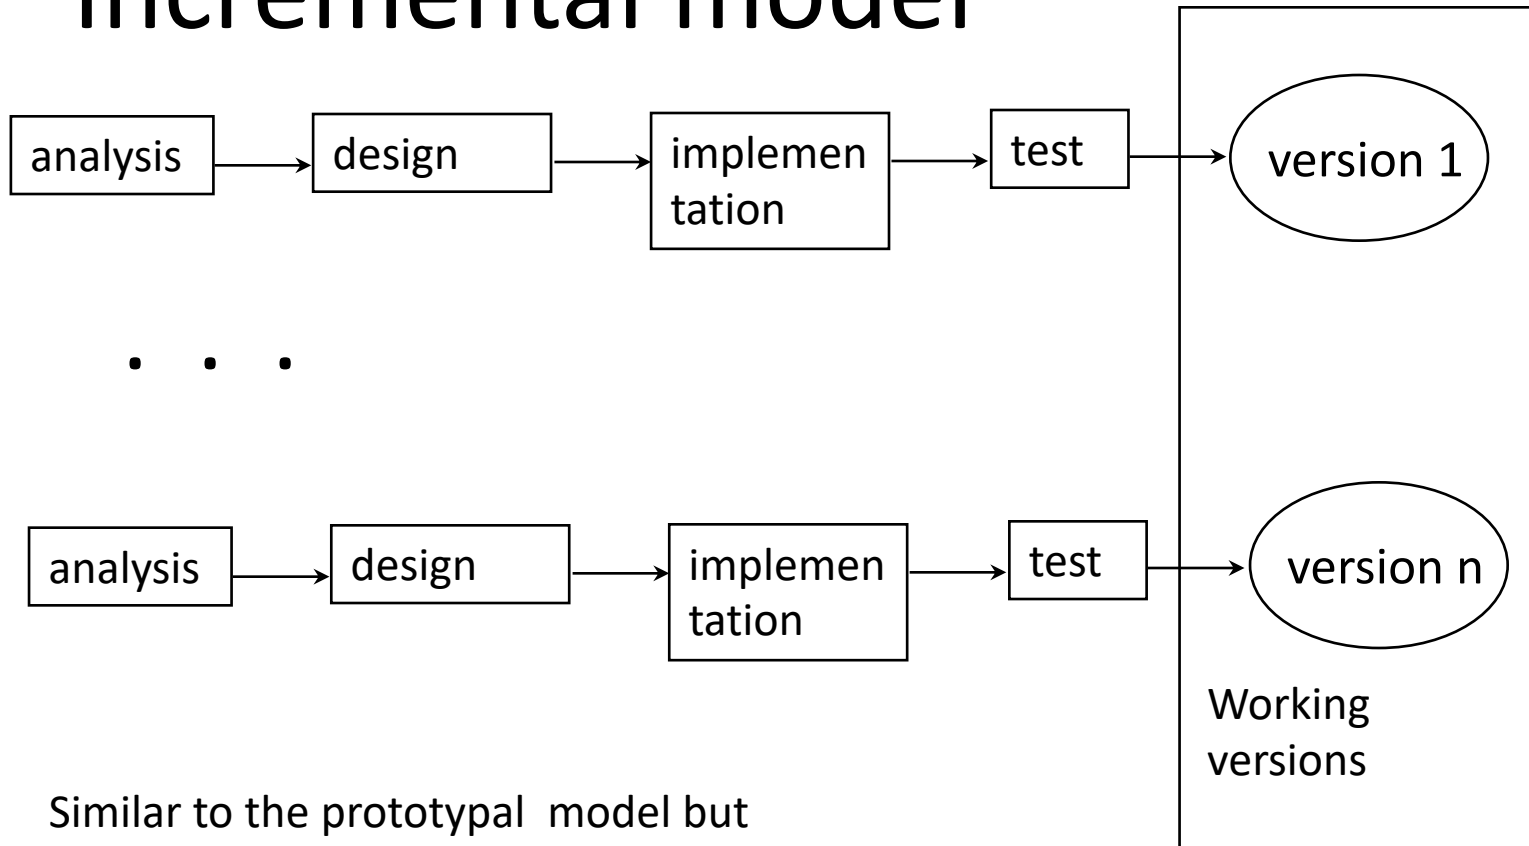 incremental model
analysis
design
implemen
tation
test
version 1
. . .
analysis
design
implemen
tation
test
version n
Working
versions
Similar to the prototypal model but